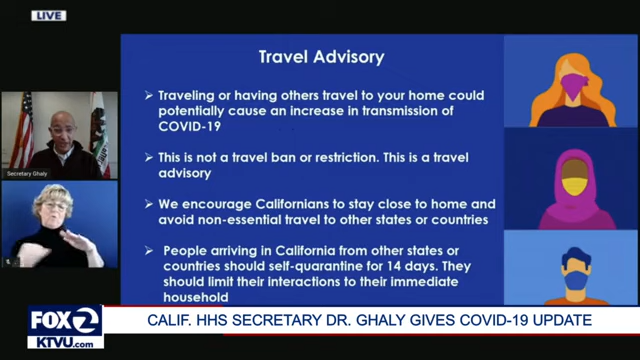 LIVE
Travel Advisory
➢ Traveling or having others travel to your home could
potentially cause an increase in transmission of
COVID-19
➢ This is not a travel ban or restriction. This is a travel
advisory
➢ We encourage Californians to stay close to home and
avoid non-essential travel to other states or countries
➢ People arriving in California from other states or
countries should self-quarantine for 14 days. They
should limit their interactions to their immediate
household
Secretary Ghaly
FOX 2
KTVU.com
CALIF. HHS SECRETARY DR. GHALY GIVES COVID-19 UPDATE